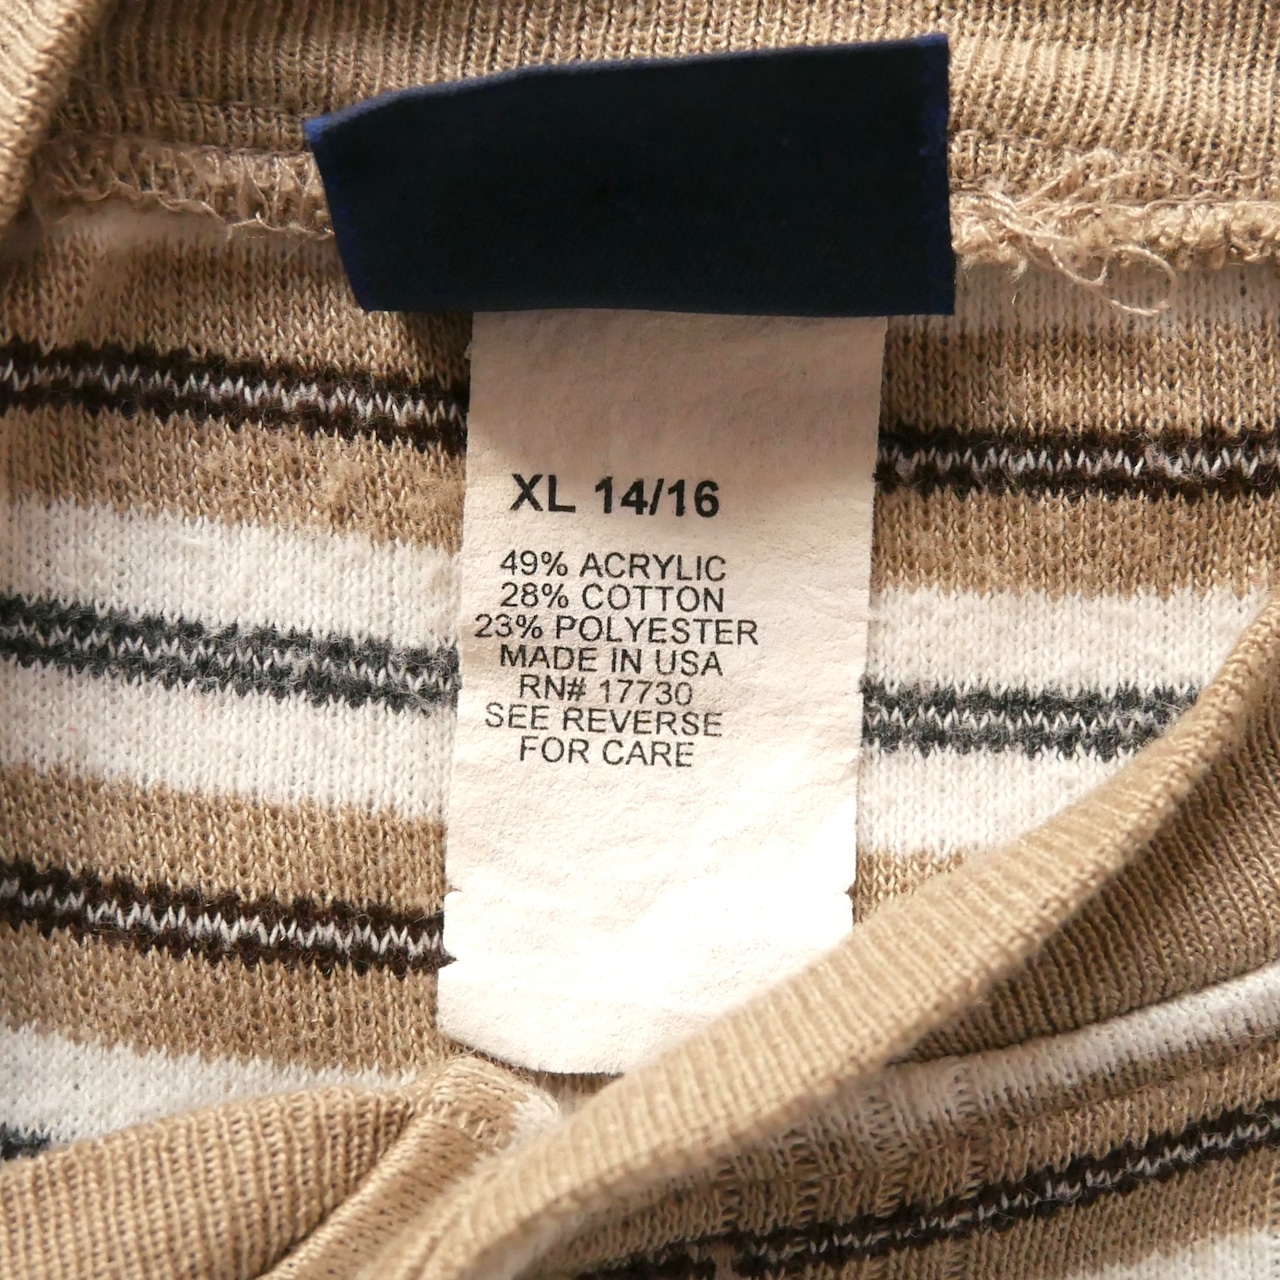 XL 14/16
49% ACRYLIC
28% COTTON
23% POLYESTER
MADE IN USA
RN# 17730
SEE REVERSE
FOR CARE